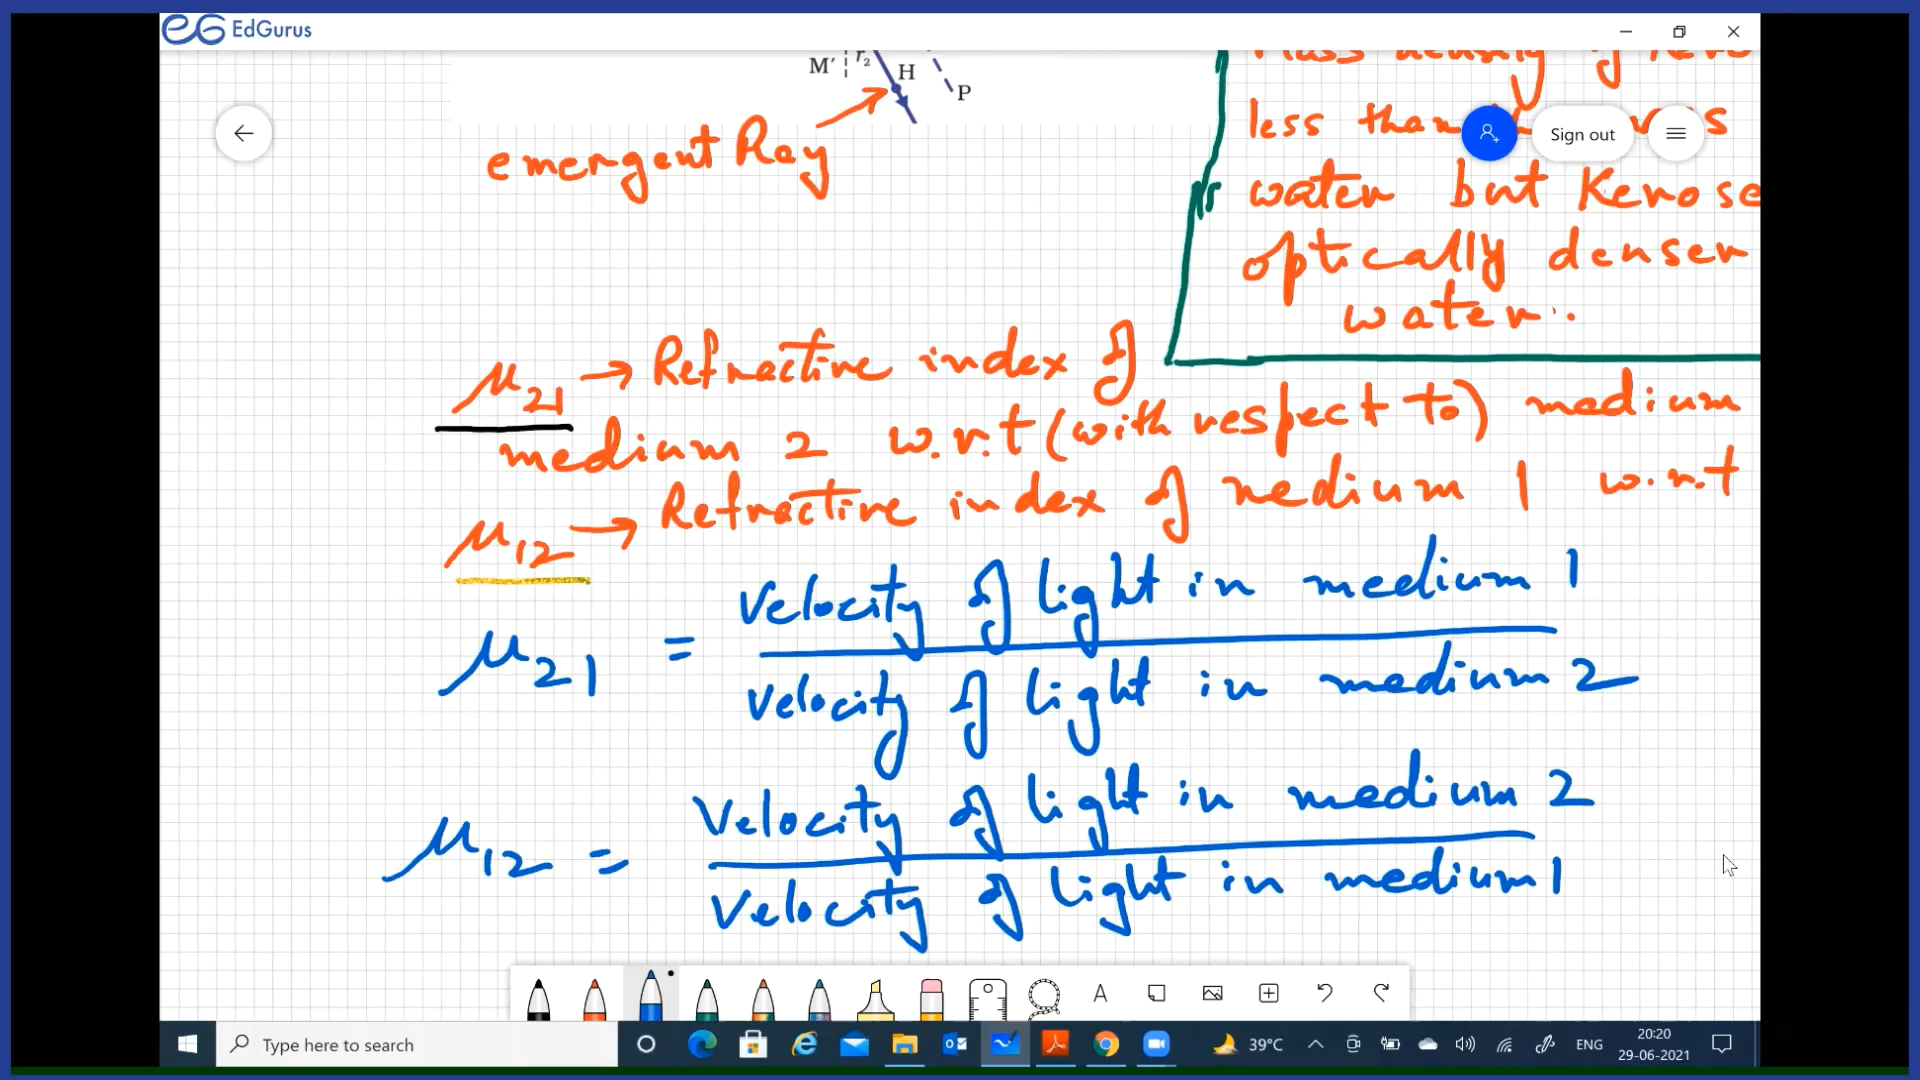 EdGurus
M′ r₂ H
P
emergent Ray
less than
water but Kerose
optically denser
water.
Sign out
μ21 → Refractive index of
medium 2 w.r.t (with respect to) medium
μ12 → Refractive index of medium 1 w.r.t
μ21 = Velocity of light in medium 1
Velocity of light in medium 2
μ12 = Velocity of light in medium 2
Velocity of light in medium 1
A
Type here to search
39°C
ENG
20:20
29-06-2021